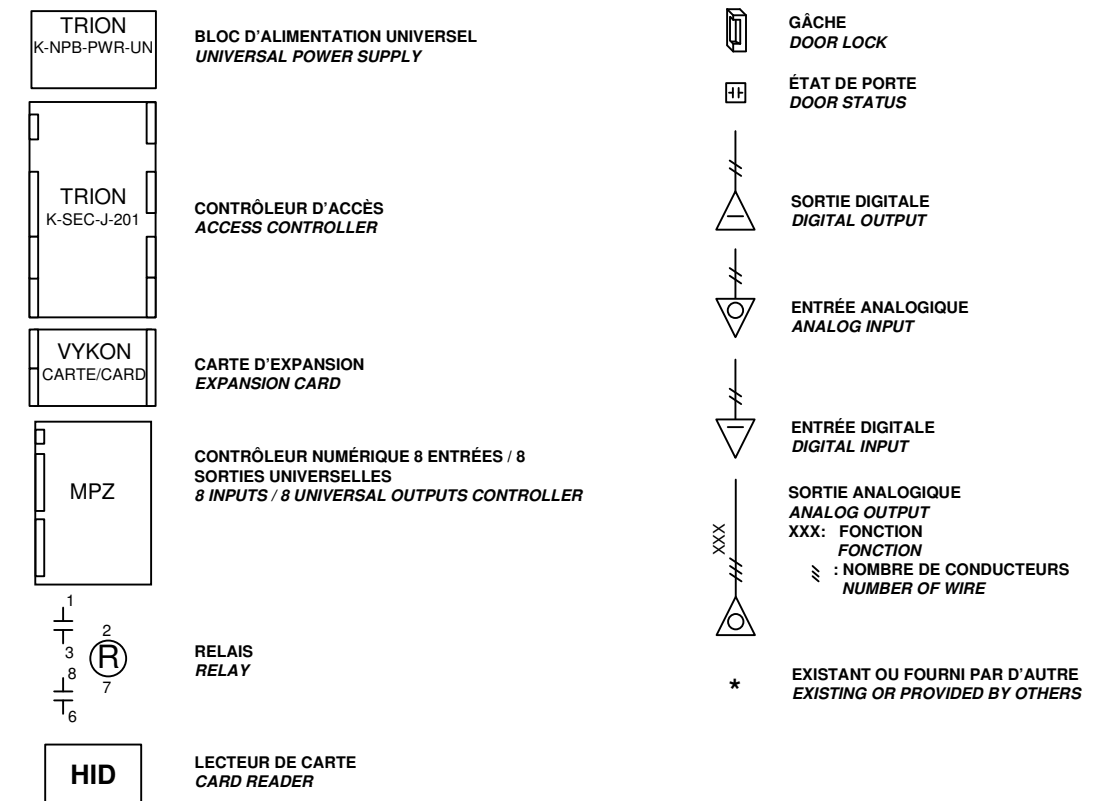 TRION
K-NPB-PWR-UN
BLOC D'ALIMENTATION UNIVERSEL
UNIVERSAL POWER SUPPLY
TRION
K-SEC-J-201
CONTRÔLEUR D'ACCÈS
ACCESS CONTROLLER
VYKON
CARTE/CARD
CARTE D'EXPANSION
EXPANSION CARD
MPZ
CONTRÔLEUR NUMÉRIQUE 8 ENTRÉES / 8
SORTIES UNIVERSELLES
8 INPUTS / 8 UNIVERSAL OUTPUTS CONTROLLER
1
3
2
R
7
8
6
RELAIS
RELAY
HID
LECTEUR DE CARTE
CARD READER
GÂCHE
DOOR LOCK
ÉTAT DE PORTE
DOOR STATUS
SORTIE DIGITALE
DIGITAL OUTPUT
ENTRÉE ANALOGIQUE
ANALOG INPUT
ENTRÉE DIGITALE
DIGITAL INPUT
XXX
SORTIE ANALOGIQUE
ANALOG OUTPUT
XXX: FONCTION
FONCTION
: NOMBRE DE CONDUCTEURS
NUMBER OF WIRE
* EXISTANT OU FOURNI PAR D'AUTRE
EXISTING OR PROVIDED BY OTHERS